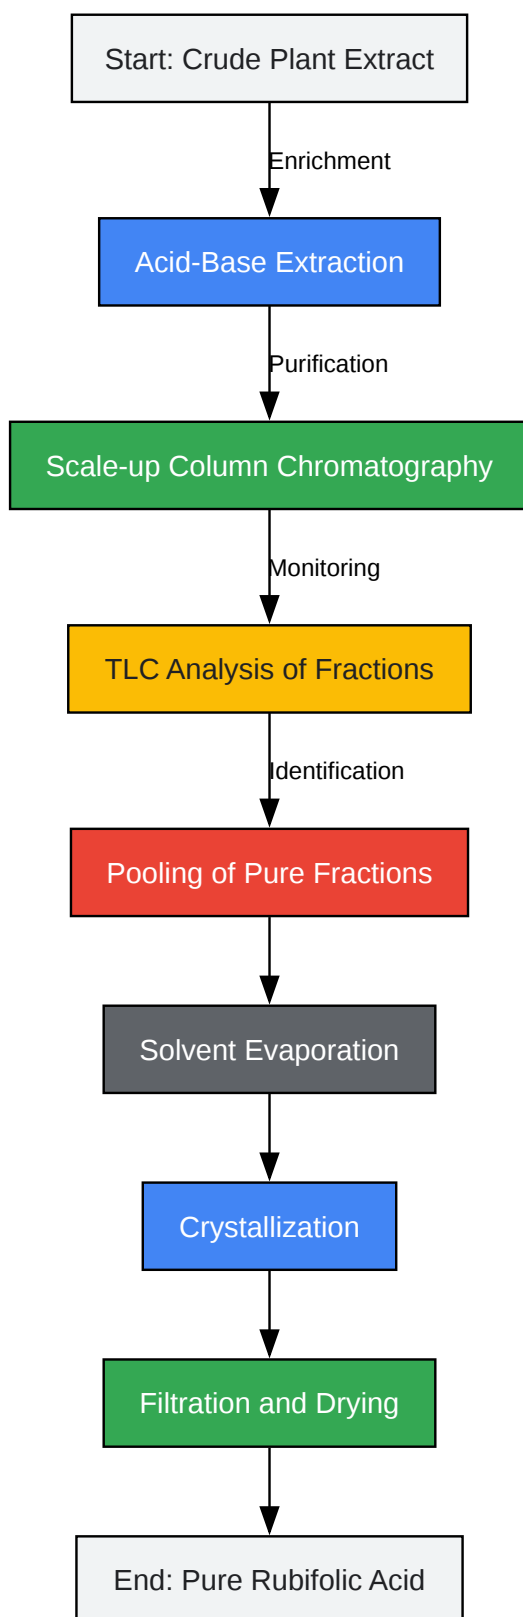 Start: Crude Plant Extract
Enrichment
Acid-Base Extraction
Purification
Scale-up Column Chromatography
Monitoring
TLC Analysis of Fractions
Identification
Pooling of Pure Fractions
Solvent Evaporation
Crystallization
Filtration and Drying
End: Pure Rubifolic Acid